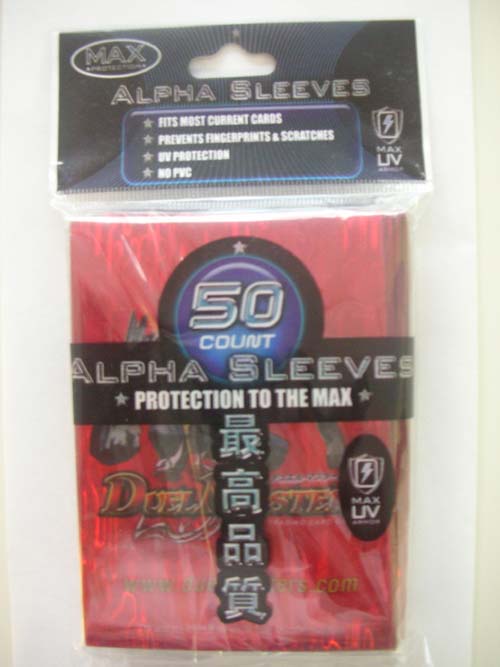 MAX
PROTECTION
ALPHA SLEEVES
FITS MOST CURRENT CARDS
PREVENTS FINGERPRINTS & SCRATCHES
UV PROTECTION
NO PVC
MAX
UV
ARMOR
50
COUNT
ALPHA SLEEVES
PROTECTION TO THE MAX
最高品質
MAX
UV
ARMOR